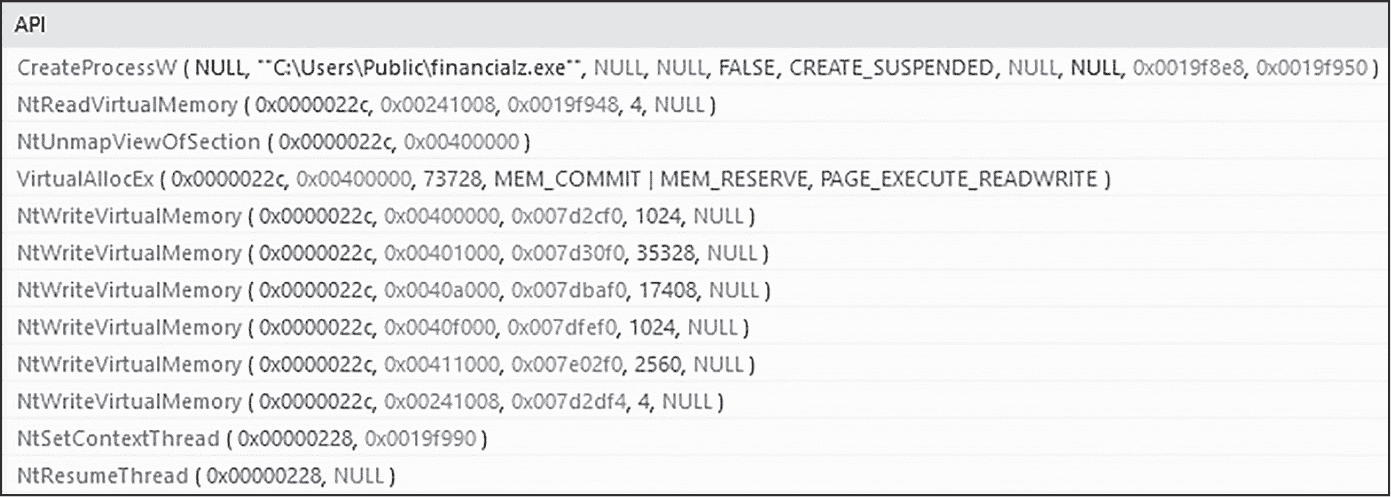 API
CreateProcessW ( NULL, ""C:\Users\Public\financialz.exe"", NULL, NULL, FALSE, CREATE_SUSPENDED, NULL, NULL, 0x0019f8e8, 0x0019f950 )
NtReadVirtualMemory ( 0x0000022c, 0x00241008, 0x0019f948, 4, NULL )
NtUnmapViewOfSection ( 0x0000022c, 0x00400000 )
VirtualAllocEx ( 0x0000022c, 0x00400000, 73728, MEM_COMMIT | MEM_RESERVE, PAGE_EXECUTE_READWRITE )
NtWriteVirtualMemory ( 0x0000022c, 0x00400000, 0x007d2cf0, 1024, NULL )
NtWriteVirtualMemory ( 0x0000022c, 0x00401000, 0x007d30f0, 35328, NULL )
NtWriteVirtualMemory ( 0x0000022c, 0x0040a000, 0x007dbaf0, 17408, NULL )
NtWriteVirtualMemory ( 0x0000022c, 0x0040f000, 0x007dfef0, 1024, NULL )
NtWriteVirtualMemory ( 0x0000022c, 0x00411000, 0x007e02f0, 2560, NULL )
NtWriteVirtualMemory ( 0x0000022c, 0x00241008, 0x007d2df4, 4, NULL )
NtSetContextThread ( 0x00000228, 0x0019f990 )
NtResumeThread ( 0x00000228, NULL )